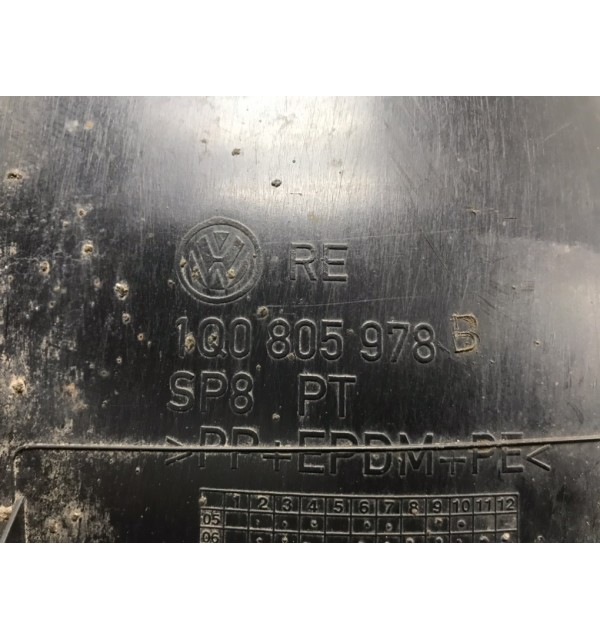 VW RE
1Q0 805 978 B
SP8 PT
>PP+EPDM+PE<
1 2 3 4 5 6 7 8 9 10 11 12
05
06